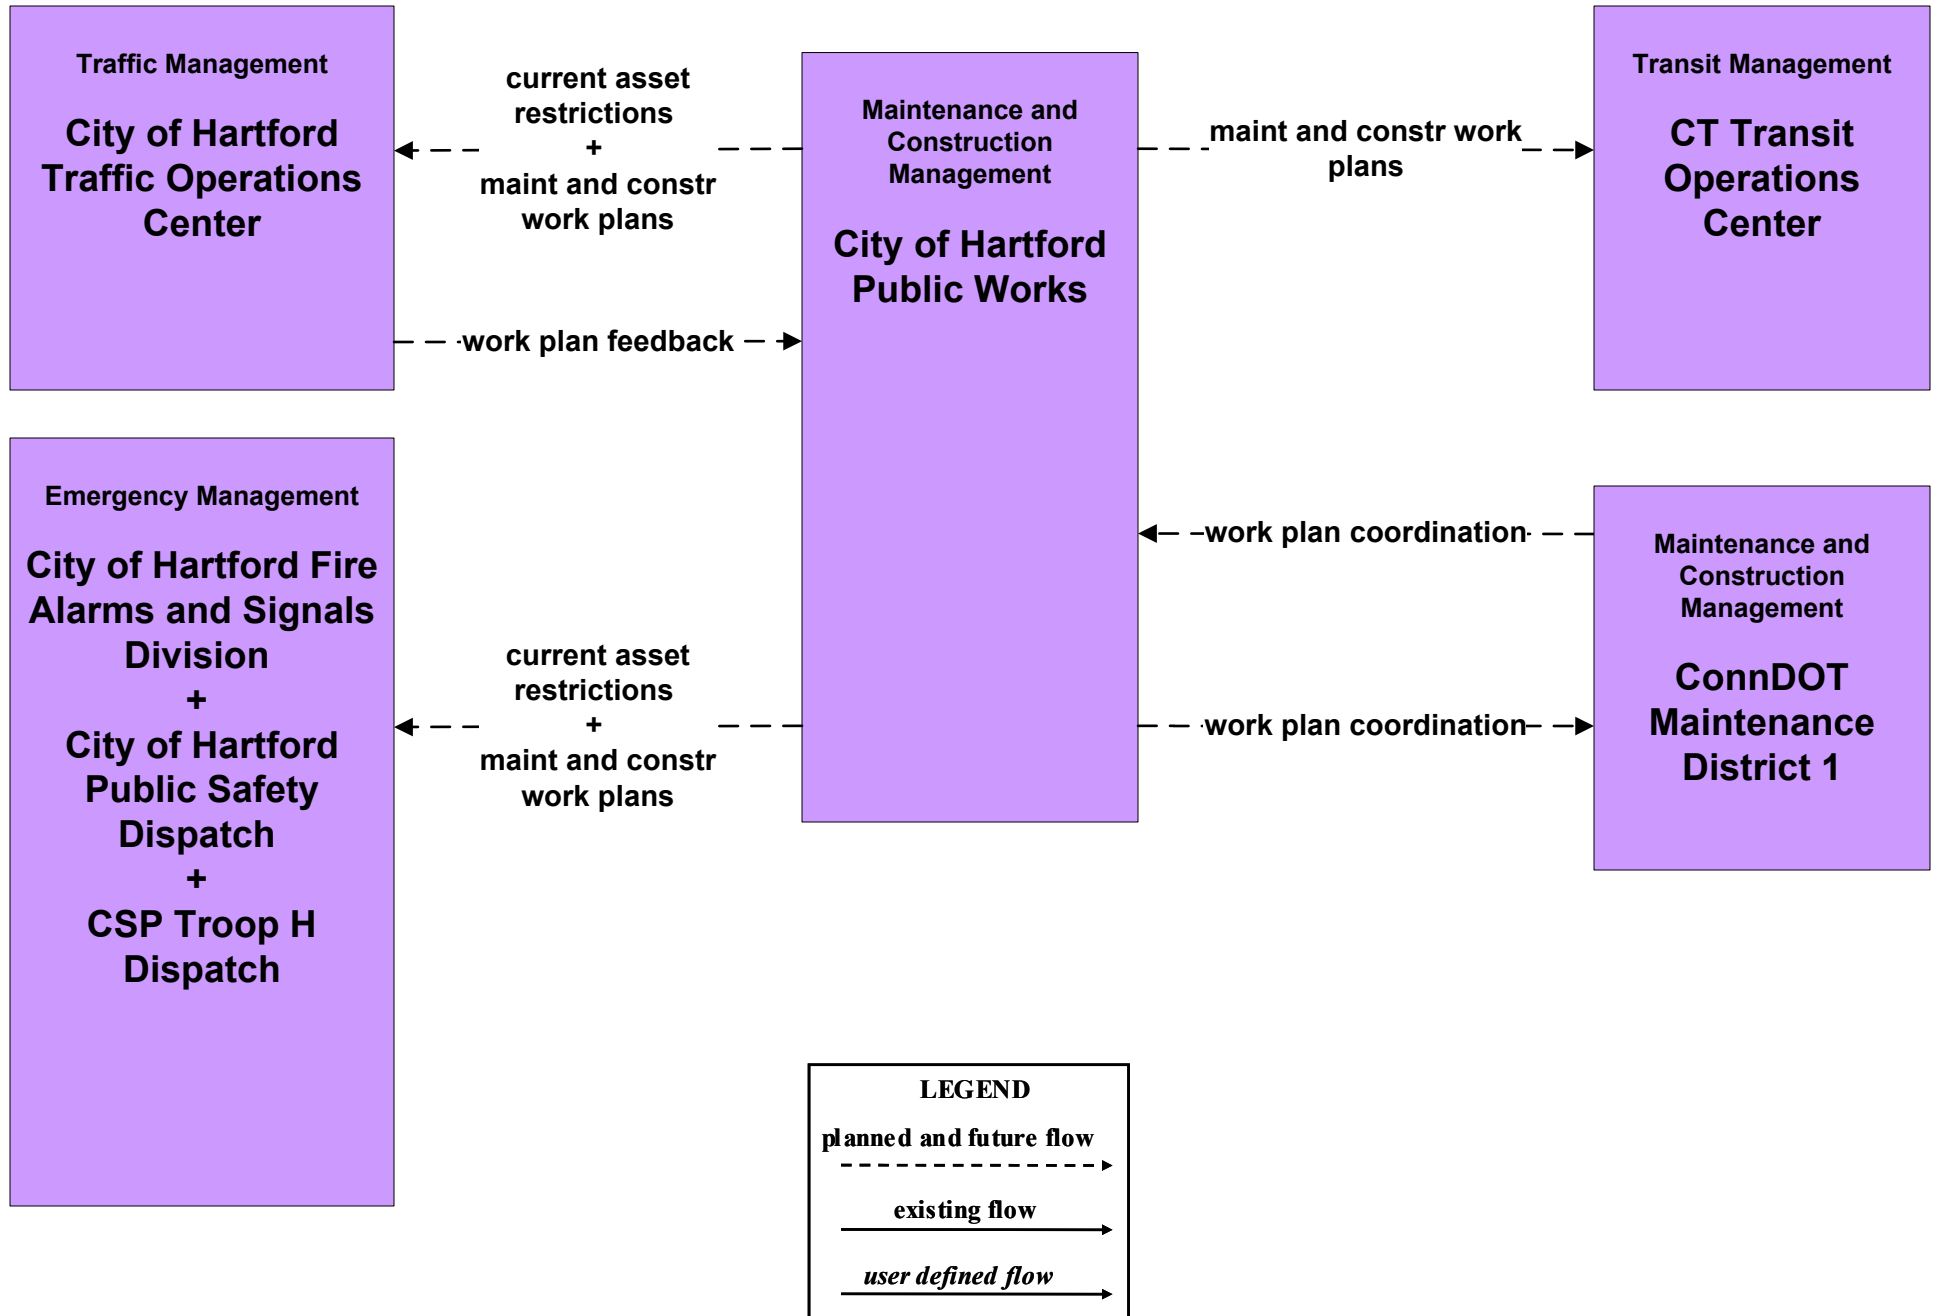 Traffic Management
City of Hartford
Traffic Operations
Center
current asset
restrictions
+
maint and constr
work plans
work plan feedback
Maintenance and
Construction
Management
City of Hartford
Public Works
maint and constr work
plans
Transit Management
CT Transit
Operations
Center
Emergency Management
City of Hartford Fire
Alarms and Signals
Division
+
City of Hartford
Public Safety
Dispatch
+
CSP Troop H
Dispatch
current asset
restrictions
+
maint and constr
work plans
work plan coordination
work plan coordination
Maintenance and
Construction
Management
ConnDOT
Maintenance
District 1
LEGEND
planned and future flow
existing flow
user defined flow